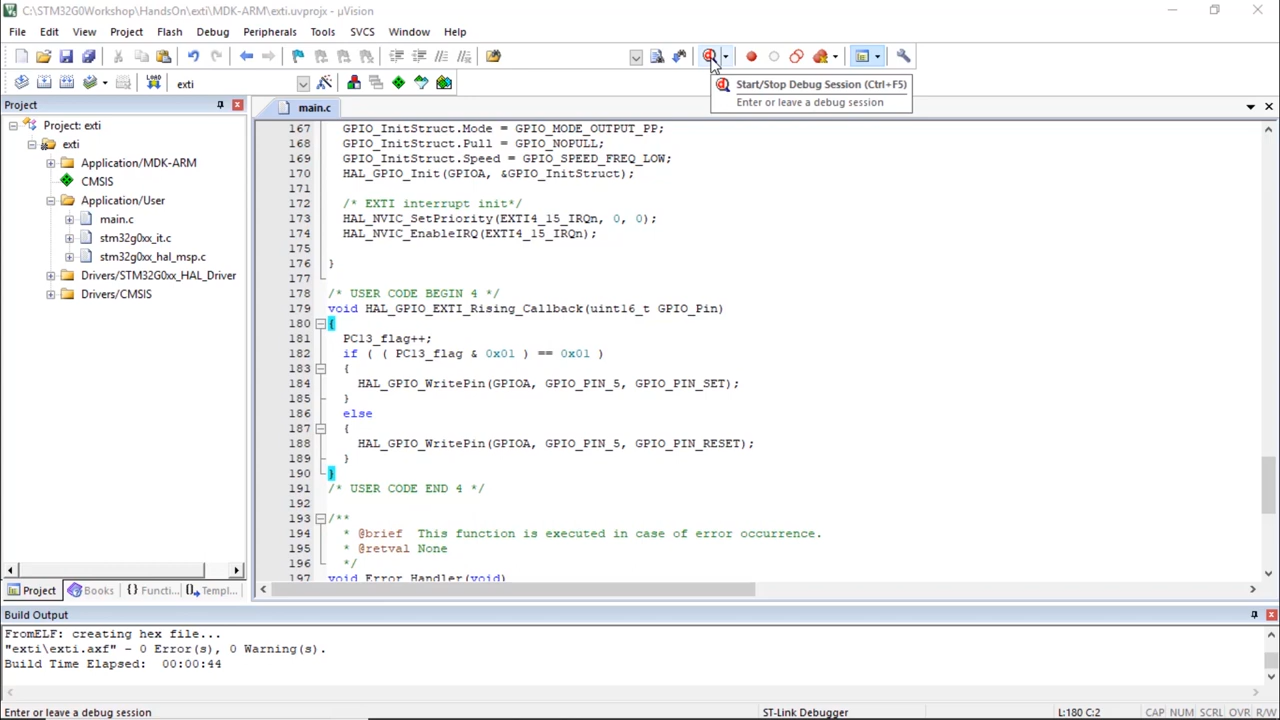 C:\STM32G0Workshop\HandsOn\exti\MDK-ARM\exti.uvprojx - µVision
File Edit View Project Flash Debug Peripherals Tools SVCS Window Help
exti
Start/Stop Debug Session (Ctrl+F5)
Enter or leave a debug session
Project
main.c
Project: exti
exti
Application/MDK-ARM
CMSIS
Application/User
main.c
stm32g0xx_it.c
stm32g0xx_hal_msp.c
Drivers/STM32G0xx_HAL_Driver
Drivers/CMSIS
Project Books {} Functi... Templ...
167 GPIO_InitStruct.Mode = GPIO_MODE_OUTPUT_PP;
168 GPIO_InitStruct.Pull = GPIO_NOPULL;
169 GPIO_InitStruct.Speed = GPIO_SPEED_FREQ_LOW;
170 HAL_GPIO_Init(GPIOA, &GPIO_InitStruct);
171
172 /* EXTI interrupt init*/
173 HAL_NVIC_SetPriority(EXTI4_15_IRQn, 0, 0);
174 HAL_NVIC_EnableIRQ(EXTI4_15_IRQn);
175
176 }
177
178 /* USER CODE BEGIN 4 */
179 void HAL_GPIO_EXTI_Rising_Callback(uint16_t GPIO_Pin)
180 {
181 PC13_flag++;
182 if ( ( PC13_flag & 0x01 ) == 0x01 )
183 {
184 HAL_GPIO_WritePin(GPIOA, GPIO_PIN_5, GPIO_PIN_SET);
185 }
186 else
187 {
188 HAL_GPIO_WritePin(GPIOA, GPIO_PIN_5, GPIO_PIN_RESET);
189 }
190 }
191 /* USER CODE END 4 */
192
193 /**
194 * @brief This function is executed in case of error occurrence.
195 * @retval None
196 */
197 void Error_Handler(void)
Build Output
FromELF: creating hex file...
"exti\exti.axf" - 0 Error(s), 0 Warning(s).
Build Time Elapsed: 00:00:44
Enter or leave a debug session ST-Link Debugger L:180 C:2 CAP NUM SCRL OVR R/W